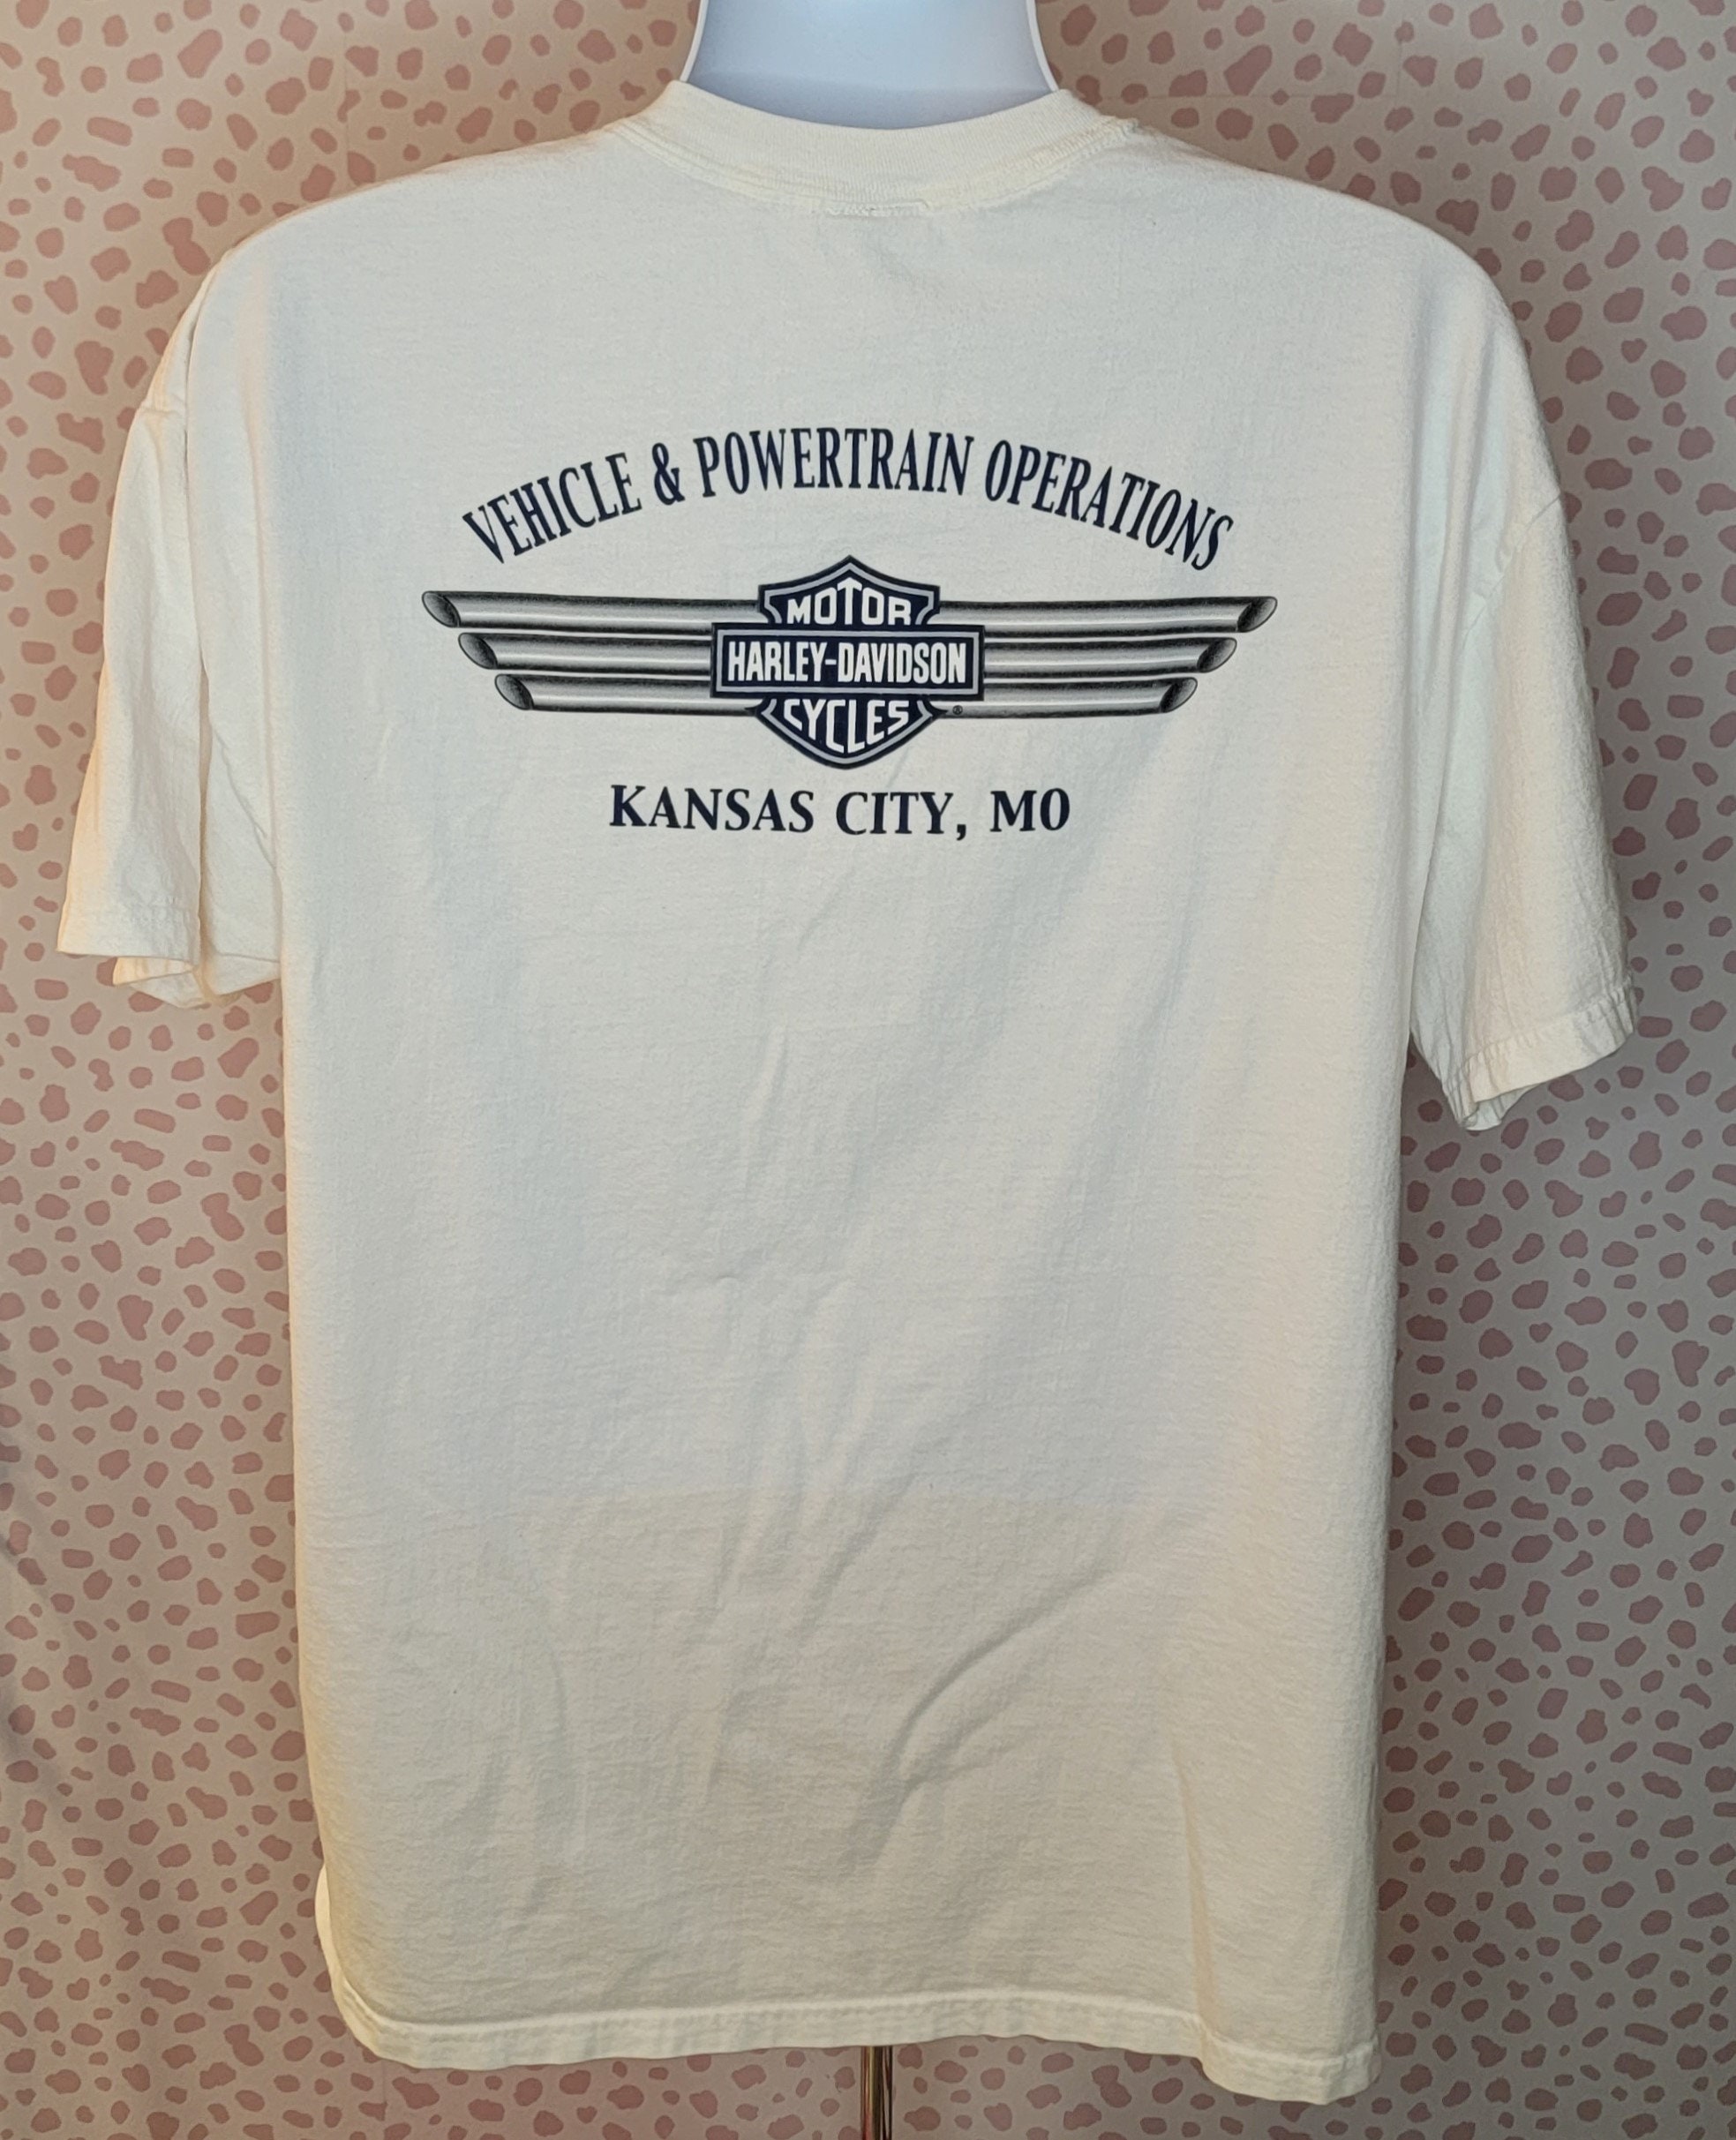 VEHICLE & POWERTRAIN OPERATIONS
MOTOR
HARLEY-DAVIDSON
CYCLES
®
KANSAS CITY, MO